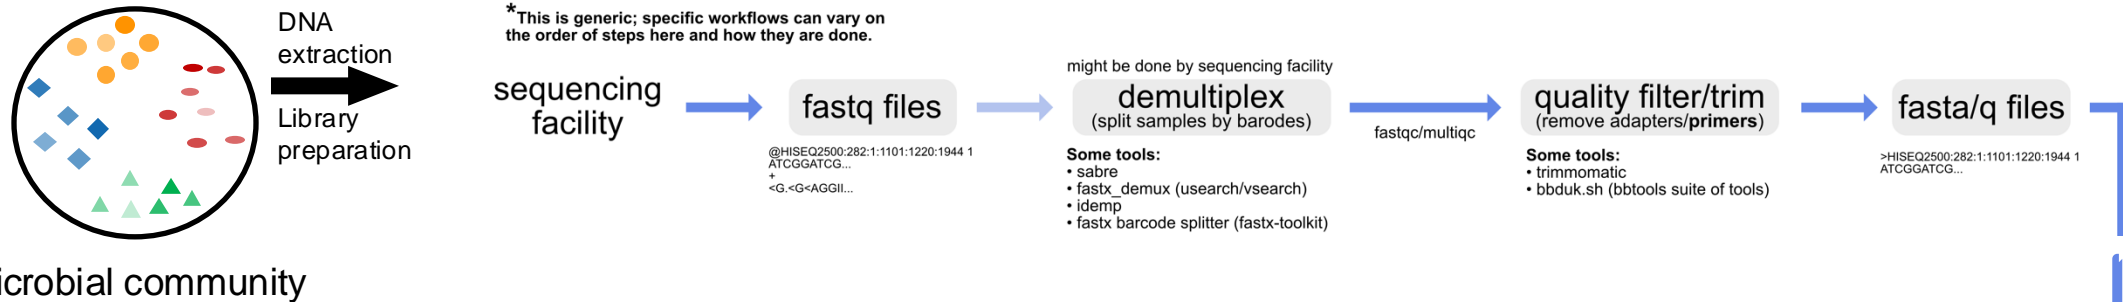 DNA
extraction
Library
preparation
icrobial community
*This is generic; specific workflows can vary on
the order of steps here and how they are done.
sequencing
facility
fastq files
@HISEQ2500:282:1:1101:1220:1944 1
ATCGGATCG...
+
<G.<G<AGGII...
might be done by sequencing facility
demultiplex
(split samples by barodes)
Some tools:
• sabre
• fastx_demux (usearch/vsearch)
• idemp
• fastx barcode splitter (fastx-toolkit)
fastqc/multiqc
quality filter/trim
(remove adapters/primers)
Some tools:
• trimmomatic
• bbduk.sh (bbtools suite of tools)
fasta/q files
>HISEQ2500:282:1:1101:1220:1944 1
ATCGGATCG...